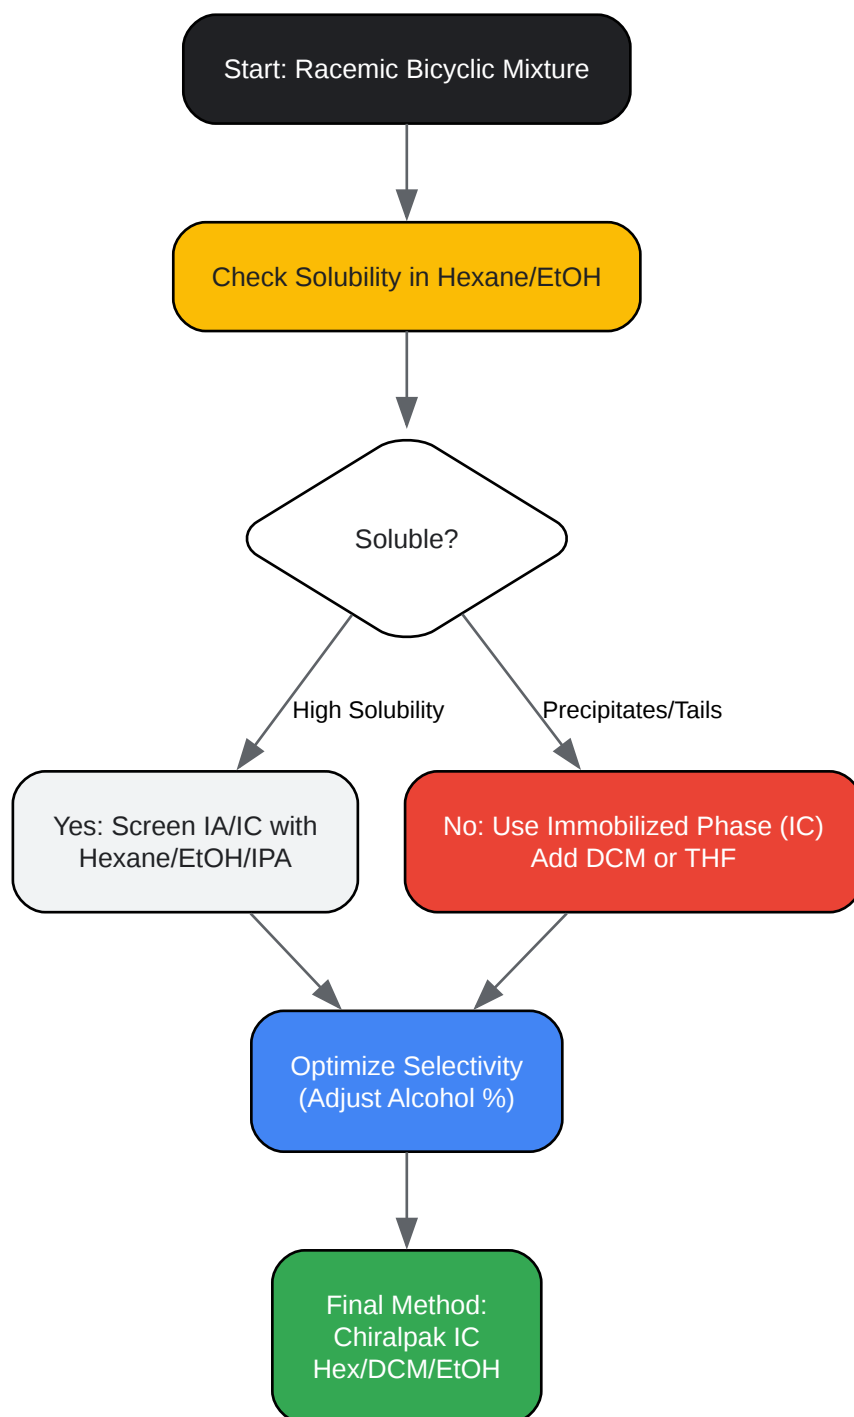 Start: Racemic Bicyclic Mixture
Check Solubility in Hexane/EtOH
Soluble?
High Solubility
Precipitates/Tails
Yes: Screen IA/IC with
Hexane/EtOH/IPA
No: Use Immobilized Phase (IC)
Add DCM or THF
Optimize Selectivity
(Adjust Alcohol %)
Final Method:
Chiralpak IC
Hex/DCM/EtOH